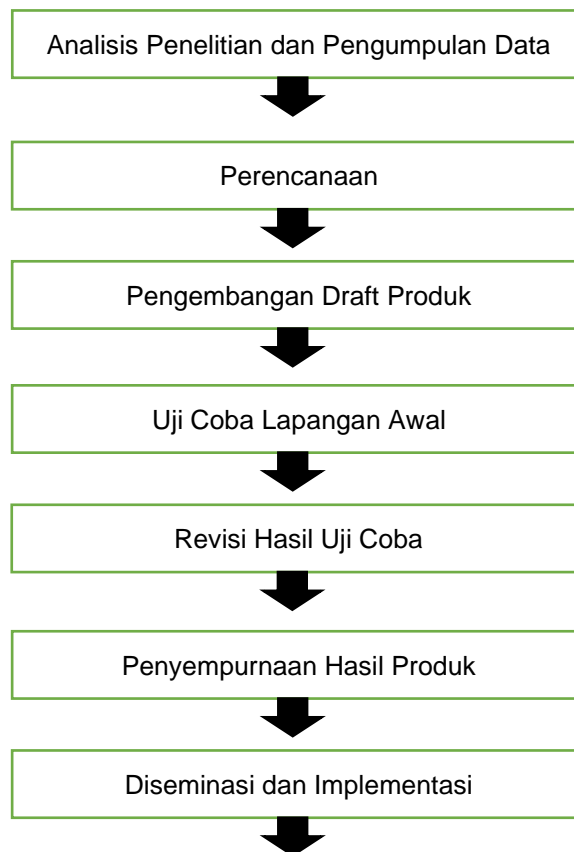 Analisis Penelitian dan Pengumpulan Data
Perencanaan
Pengembangan Draft Produk
Uji Coba Lapangan Awal
Revisi Hasil Uji Coba
Penyempurnaan Hasil Produk
Diseminasi dan Implementasi